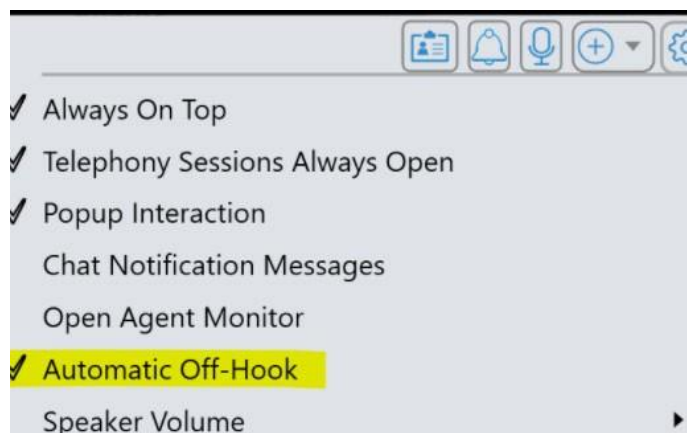 Always On Top
Telephony Sessions Always Open
Popup Interaction
Chat Notification Messages
Open Agent Monitor
Automatic Off-Hook
Speaker Volume